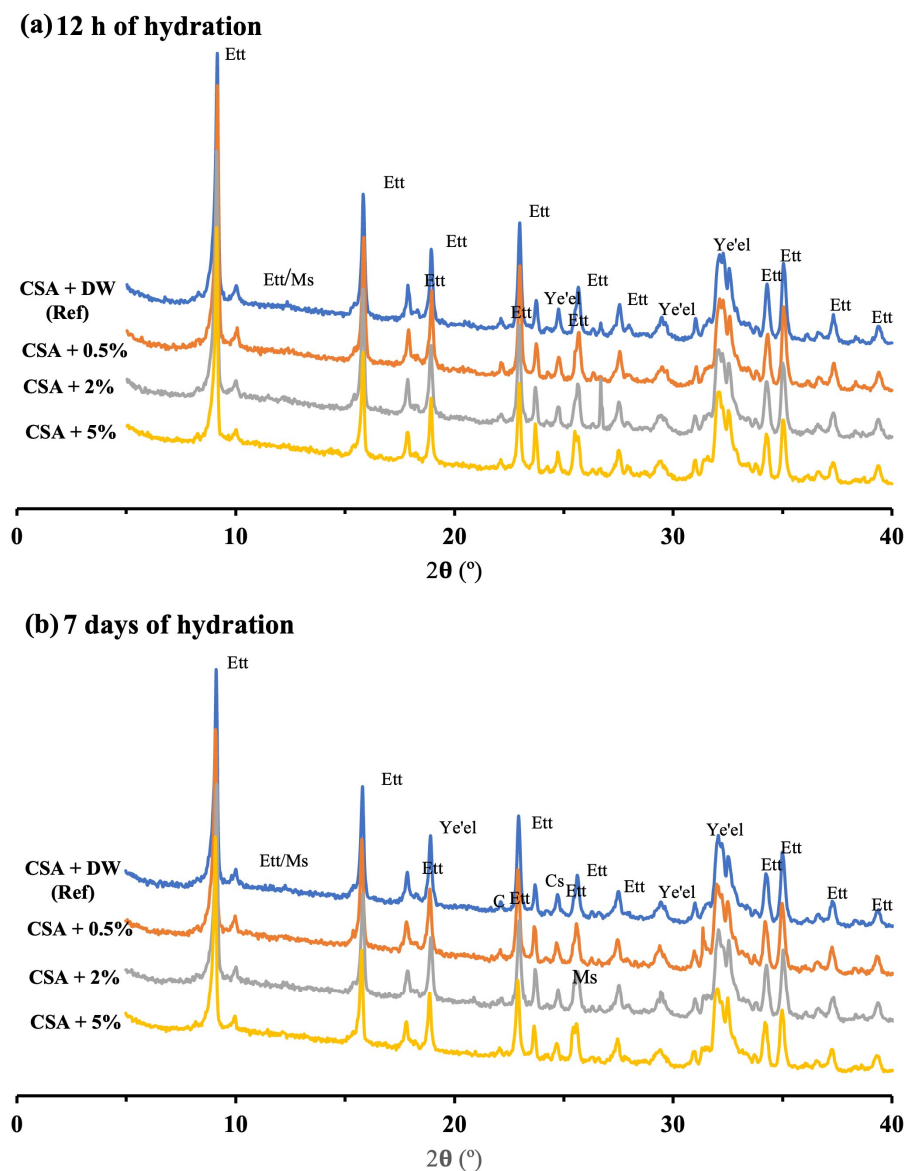 (a) 12 h of hydration
Ett
Ett
Ett
Ett
Ye'el
Ett
Ett/Ms
Ett
Ye'el
Ett
Ett
Ye'el
Ett
Ett
Ett
Ett
Ett
CSA + DW
(Ref)
CSA + 0.5%
CSA + 2%
CSA + 5%
0 10 20 30 40
2θ (º)
(b) 7 days of hydration
Ett
Ett
Ye'el
Ett
Ye'el
Ett
Ett/Ms
Ett
Cs
Ett
Ett
Ett
Ett
Ye'el
Ett
C
Ett
Ett
Ms
CSA + DW
(Ref)
CSA + 0.5%
CSA + 2%
CSA + 5%
0 10 20 30 40
2θ (º)